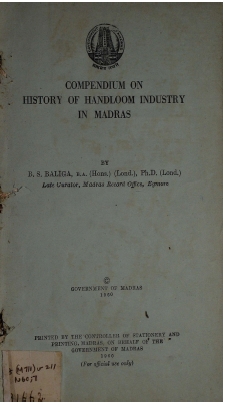 COMPENDIUM ON
HISTORY OF HANDLOOM INDUSTRY
IN MADRAS
BY
B. S. BALIGA, B.A. (Hons.) (Lond.), Ph.D. (Lond.)
Late Curator, Madras Record Office, Egmore
©
GOVERNMENT OF MADRAS
1960
PRINTED BY THE CONTROLLER OF STATIONERY AND
PRINTING, MADRAS, ON BEHALF OF THE
GOVERNMENT OF MADRAS
1960
(For official use only)